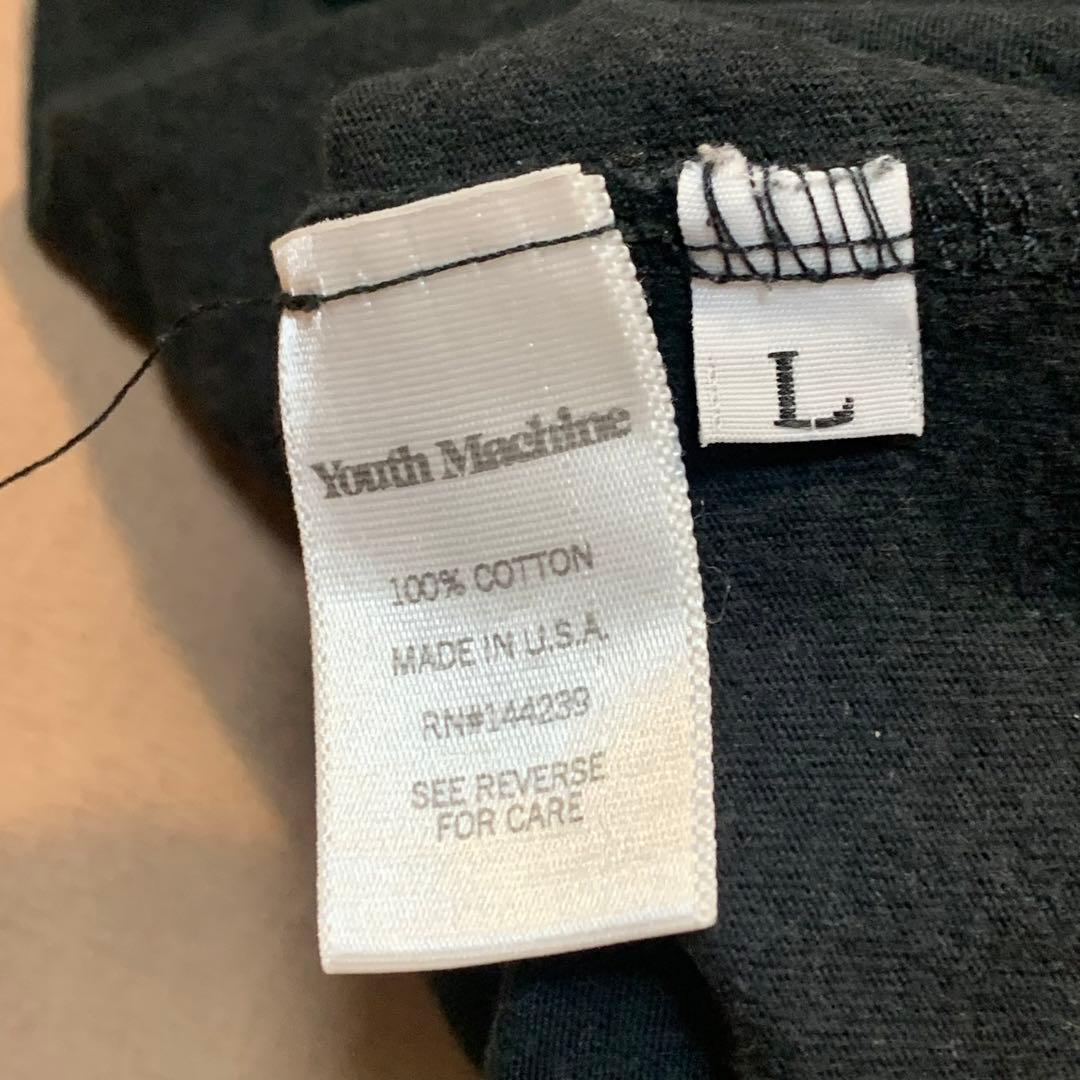 Youth Machine
100% COTTON
MADE IN U.S.A.
RN#144239
SEE REVERSE
FOR CARE
L